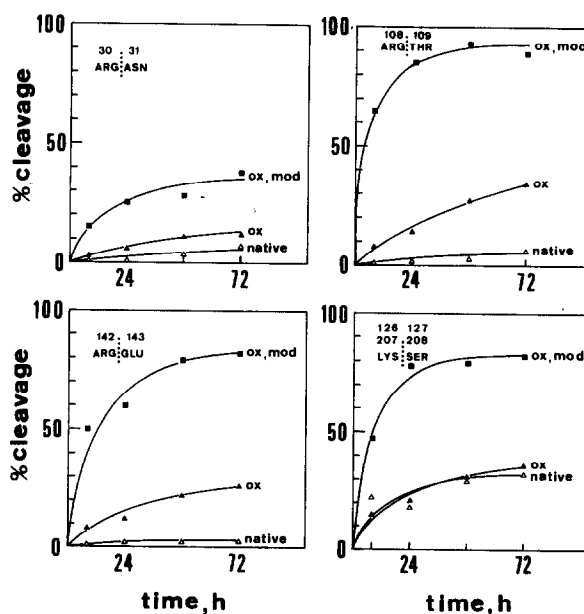 % cleavage
100
50
0
30 31
ARG ASN
ox, mod
ox
native
24 72
100
50
0
108 109
ARG THR
ox, mod
ox
native
24 72
% cleavage
100
50
0
142 143
ARG GLU
ox, mod
ox
native
24 72
time, h
100
50
0
126 127
207 208
LYS SER
ox, mod
ox
native
24 72
time, h